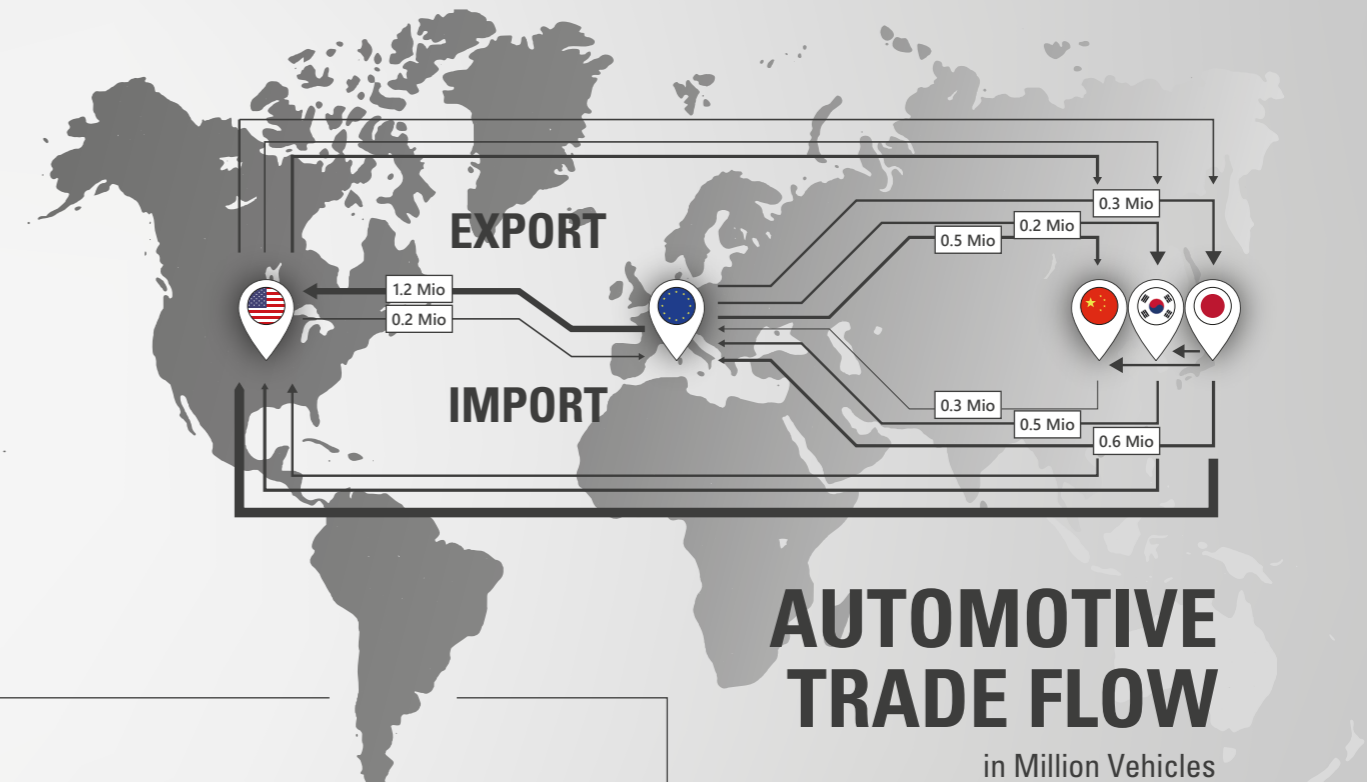 0.3 Mio
0.2 Mio
0.5 Mio
EXPORT
1.2 Mio
0.2 Mio
IMPORT
0.3 Mio
0.5 Mio
0.6 Mio
AUTOMOTIVE
TRADE FLOW
in Million Vehicles